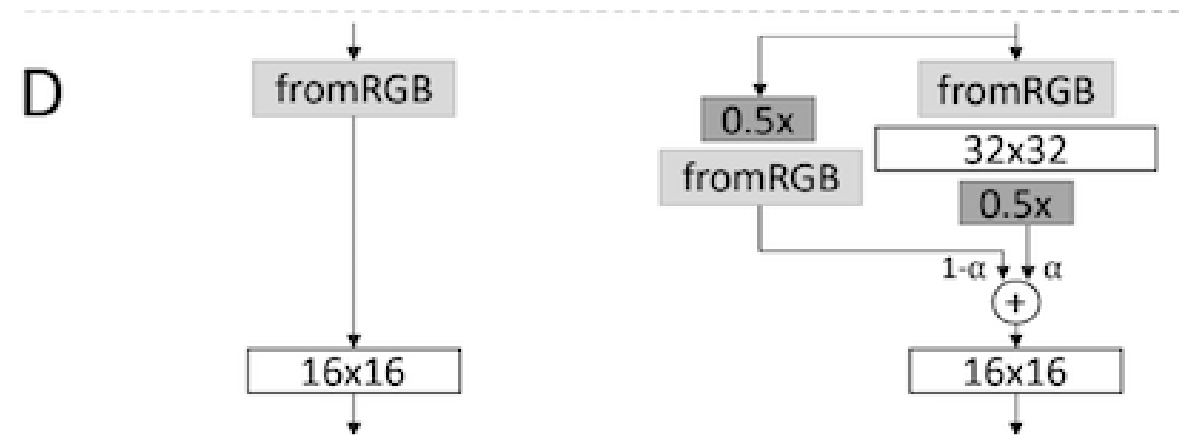 D
fromRGB
16x16
0.5x
fromRGB
fromRGB
32x32
0.5x
1-α
α
+
16x16